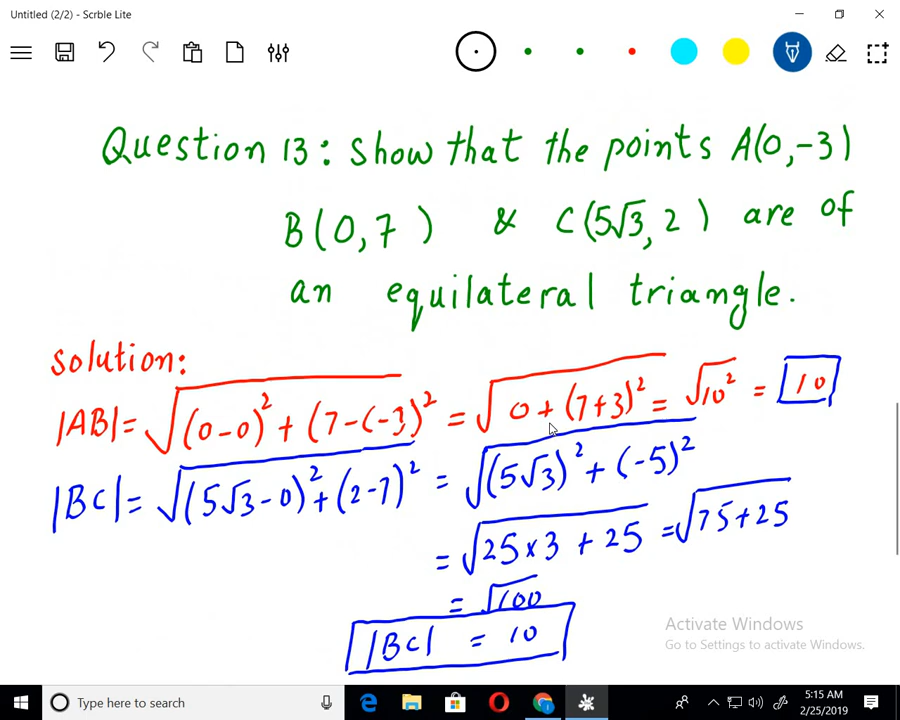 Untitled (2/2) - Scrble Lite
Question 13: Show that the points A(0,-3)
B(0,7) & C(5√3,2) are of
an equilateral triangle.
Solution:
|AB|= √(0-0)² + (7-(-3)² = √0+(7+3)² = √10² = 10
|BC|= √(5√3-0)²+(2-7)² = √(5√3)²+(-5)²
= √25×3 + 25 = √75+25
= √100
|BC| = 10
Activate Windows
Go to Settings to activate Windows.
Type here to search
5:15 AM
2/25/2019